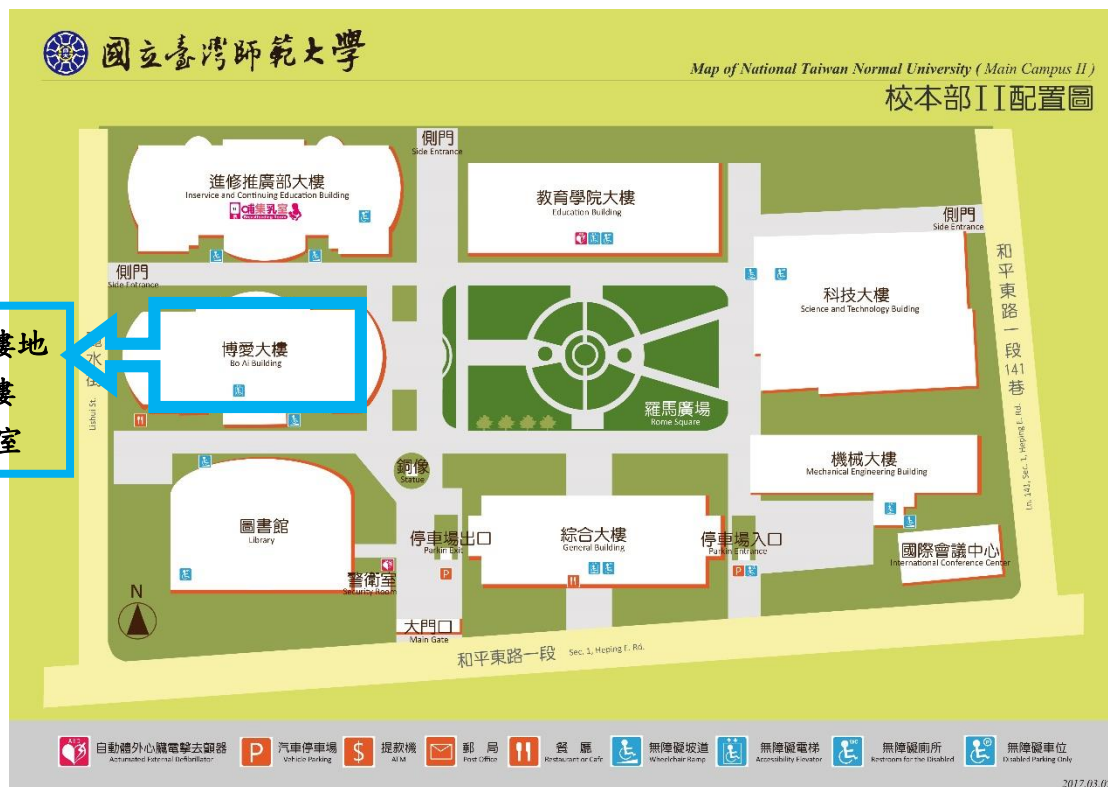 國立臺灣師範大學
Map of National Taiwan Normal University ( Main Campus II )
校本部II配置圖
側門
Side Entrance
進修推廣部大樓
Inservice and Continuing Education Building
哺集乳室
教育學院大樓
Education Building
側門
Side Entrance
側門
Side Entrance
和平東路一段141巷
Ln. 141, Sec. 1, Heping E. Rd.
科技大樓
Science and Technology Buiding
樓地
樓
室
水街
Lishui St.
博愛大樓
Bo Ai Building
羅馬廣場
Rome Square
機械大樓
Mechanical Engineering Building
銅像
Statue
圖書館
Library
停車場出口
Parkin Exit
綜合大樓
General Building
停車場入口
Parkin Entrance
國際會議中心
International Conference Center
警衛室
Security Room
P
P
N
大門口
Main Gate
和平東路一段 Sec. 1, Heping E. Rd.
AED 自動體外心臟電擊去顫器
Automated External Defibrillator
P 汽車停車場
Vehicle Parking
$ 提款機
ATM
郵局
Post Office
餐廳
Restaurant or Cafe
無障礙坡道
Wheelchair Ramp
無障礙電梯
Accessibility Elevator
無障礙廁所
Restroom for the Disabled
無障礙車位
Disabled Parking Only